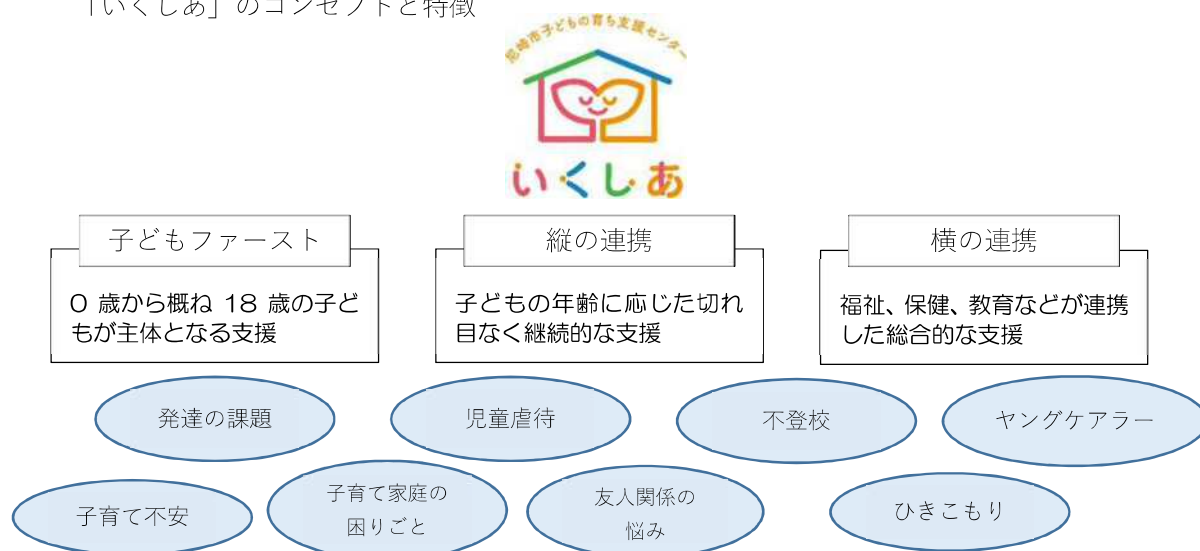 「いくしあ」のコンセプトと特徴
尼崎市子どもの育ち支援センター
いくしあ
子どもファースト
0 歳から概ね 18 歳の子ど
もが主体となる支援
縦の連携
子どもの年齢に応じた切れ
目なく継続的な支援
横の連携
福祉、保健、教育などが連携
した総合的な支援
発達の課題
児童虐待
不登校
ヤングケアラー
子育て不安
子育て家庭の
困りごと
友人関係の
悩み
ひきこもり